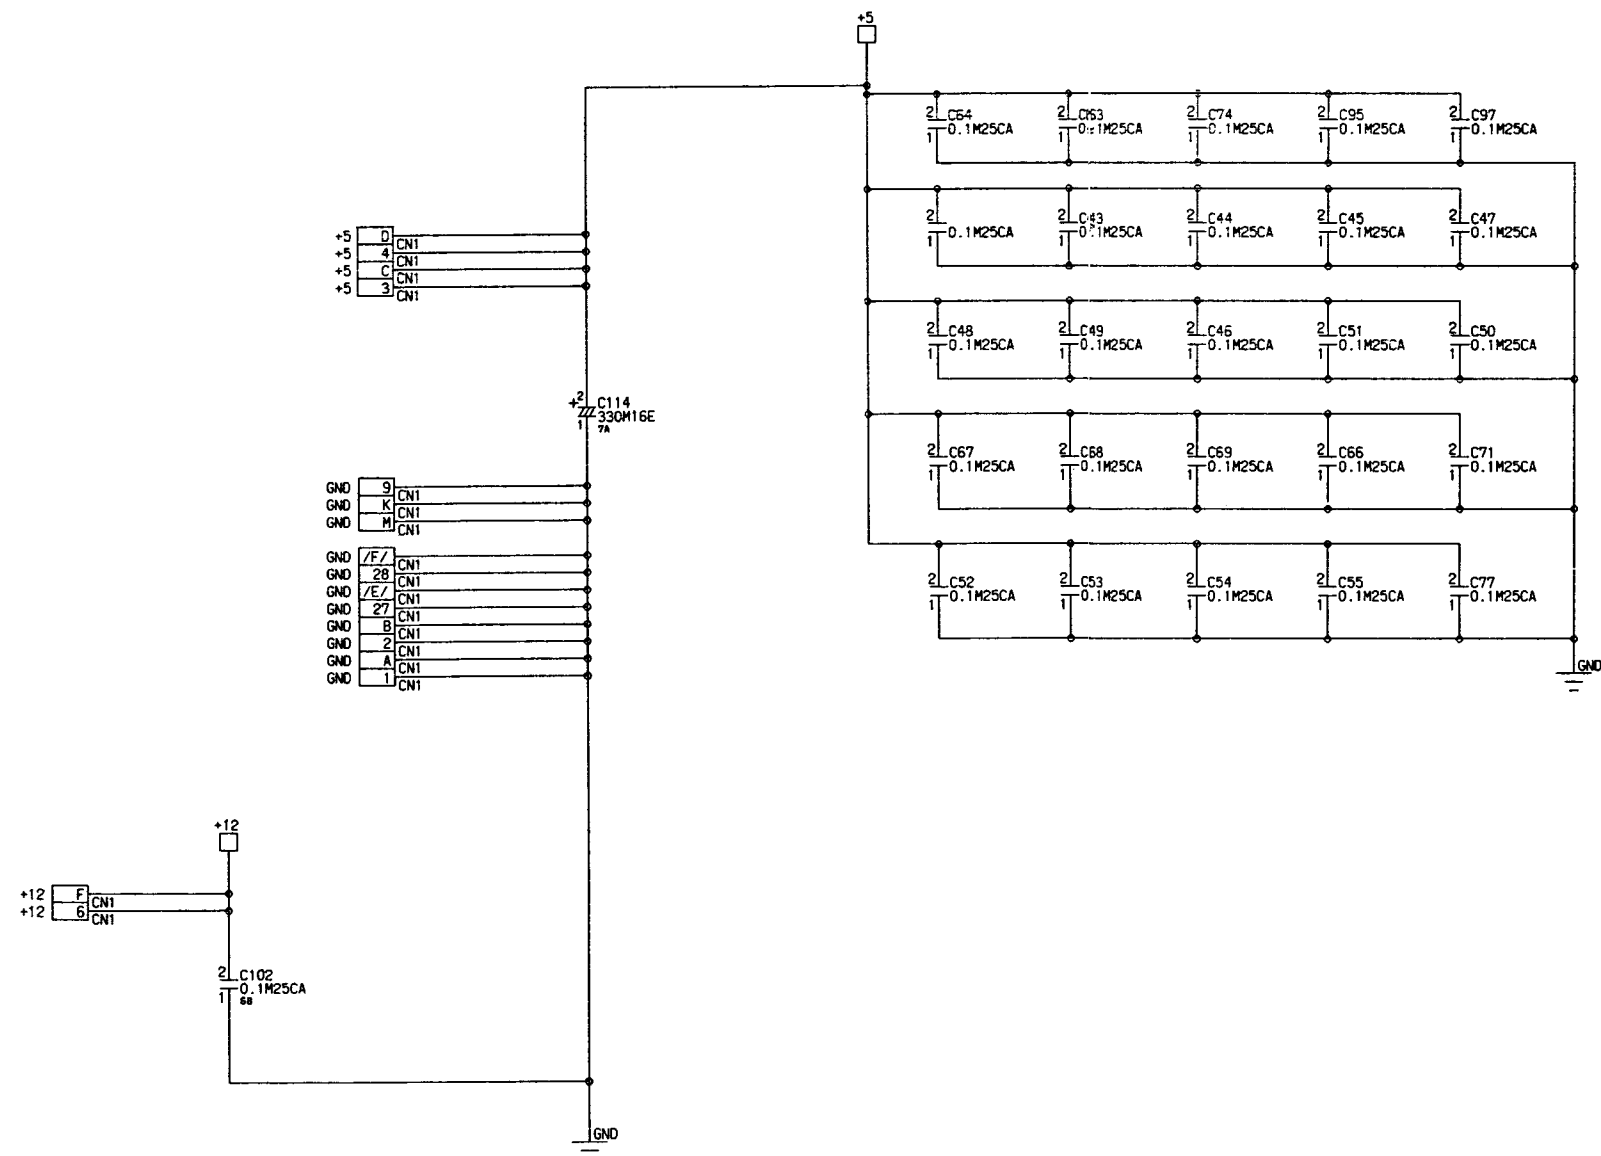 +5
2 C64 2 C63 2 C74 2 C95 2 C97
0.1M25CA 0.1M25CA 0.1M25CA 0.1M25CA 0.1M25CA
1 1 1 1 1
2 2 C43 2 C44 2 C45 2 C47
0.1M25CA 0.1M25CA 0.1M25CA 0.1M25CA 0.1M25CA
1 1 1 1 1
+5 D CN1
+5 4 CN1
+5 C CN1
+5 3 CN1
2 C48 2 C49 2 C46 2 C51 2 C50
0.1M25CA 0.1M25CA 0.1M25CA 0.1M25CA 0.1M25CA
1 1 1 1 1
+2 C114
330M16E
1 7A
2 C67 2 C68 2 C69 2 C66 2 C71
0.1M25CA 0.1M25CA 0.1M25CA 0.1M25CA 0.1M25CA
1 1 1 1 1
GND 9 CN1
GND K CN1
GND M CN1
GND /F/ CN1
GND 28 CN1
GND /E/ CN1
GND 27 CN1
GND B CN1
GND 2 CN1
GND A CN1
GND 1 CN1
2 C52 2 C53 2 C54 2 C55 2 C77
0.1M25CA 0.1M25CA 0.1M25CA 0.1M25CA 0.1M25CA
1 1 1 1 1
GND
+12
+12 F CN1
+12 6 CN1
2 C102
0.1M25CA
1 6B
GND